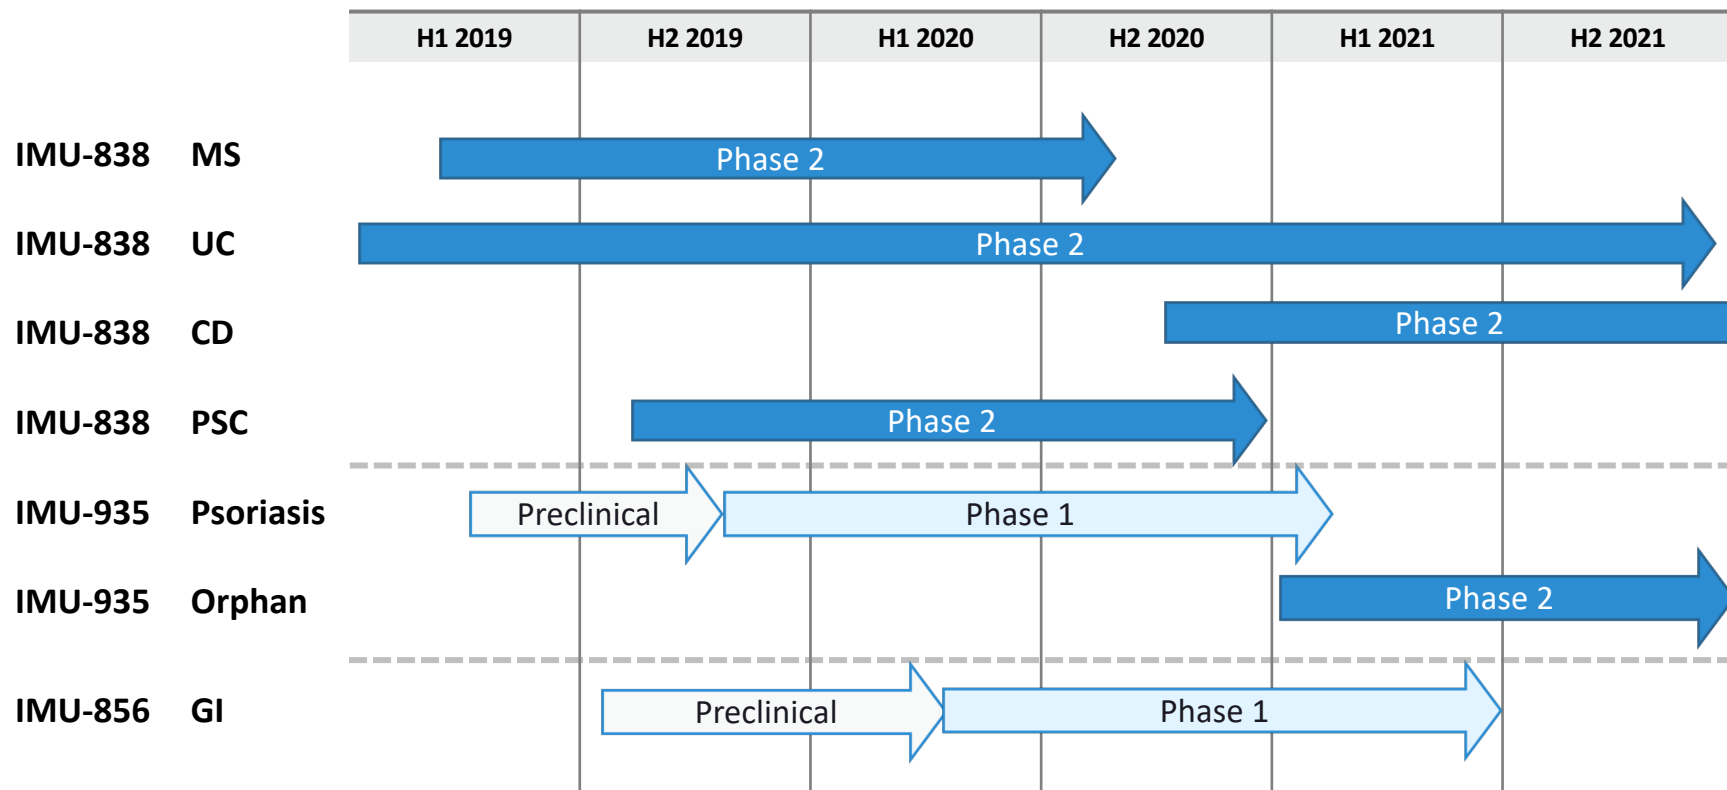 H1 2019 H2 2019 H1 2020 H2 2020 H1 2021 H2 2021
IMU-838 MS Phase 2
IMU-838 UC Phase 2
IMU-838 CD Phase 2
IMU-838 PSC Phase 2
IMU-935 Psoriasis Preclinical Phase 1
IMU-935 Orphan Phase 2
IMU-856 GI Preclinical Phase 1